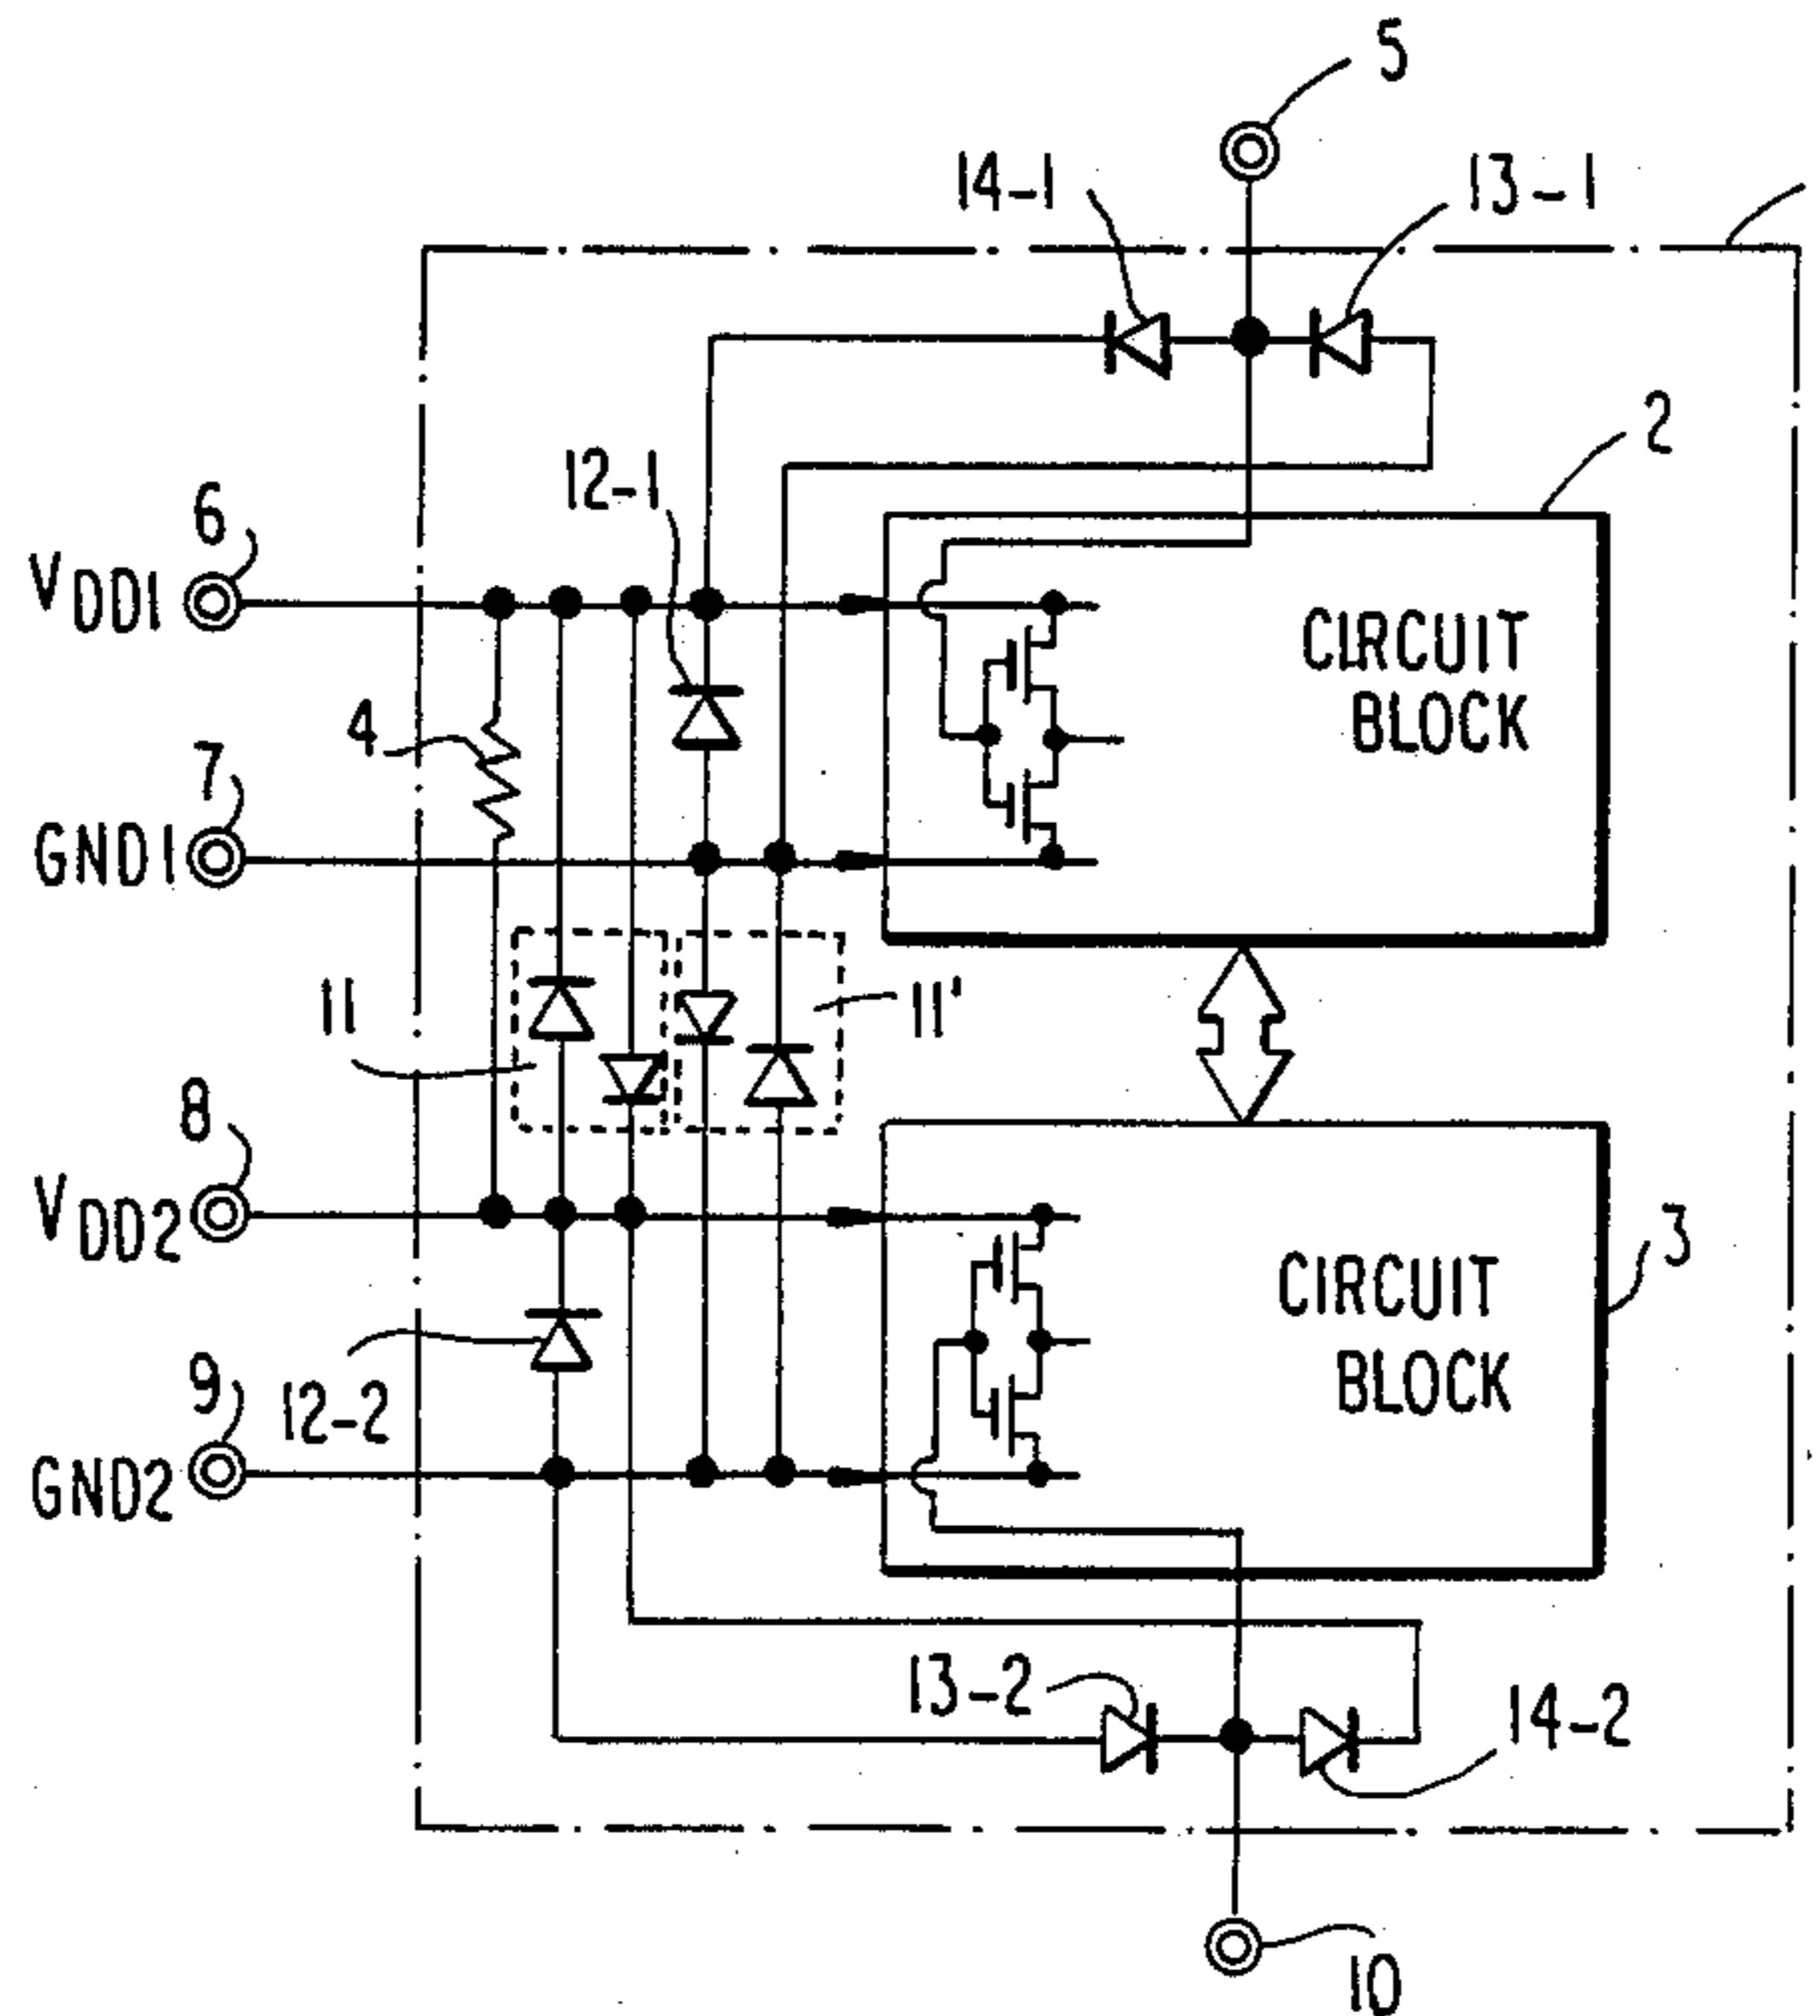 5
14-1
13-1
2
12-1
6
VDD1
CIRCUIT
BLOCK
4
7
GND1
11
11'
8
VDD2
3
CIRCUIT
BLOCK
9
12-2
GND2
13-2
14-2
10